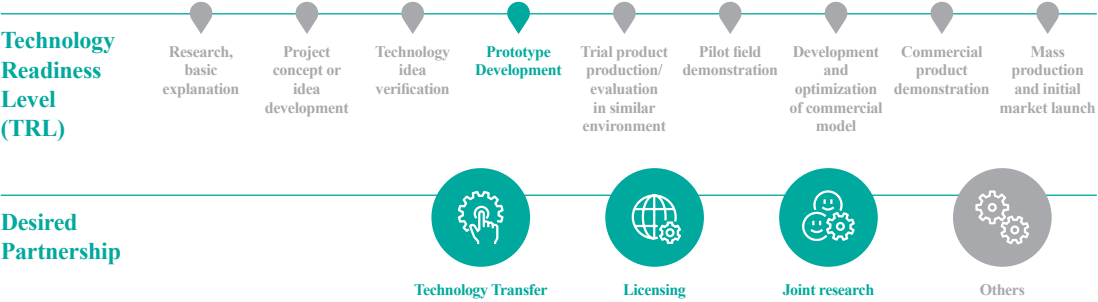 Technology
Readiness
Level
(TRL)
Research,
basic
explanation
Project
concept or
idea
development
Technology
idea
verification
Prototype
Development
Trial product
production/
evaluation
in similar
environment
Pilot field
demonstration
Development
and
optimization
of commercial
model
Commercial
product
demonstration
Mass
production
and initial
market launch
Desired
Partnership
Technology Transfer
Licensing
Joint research
Others